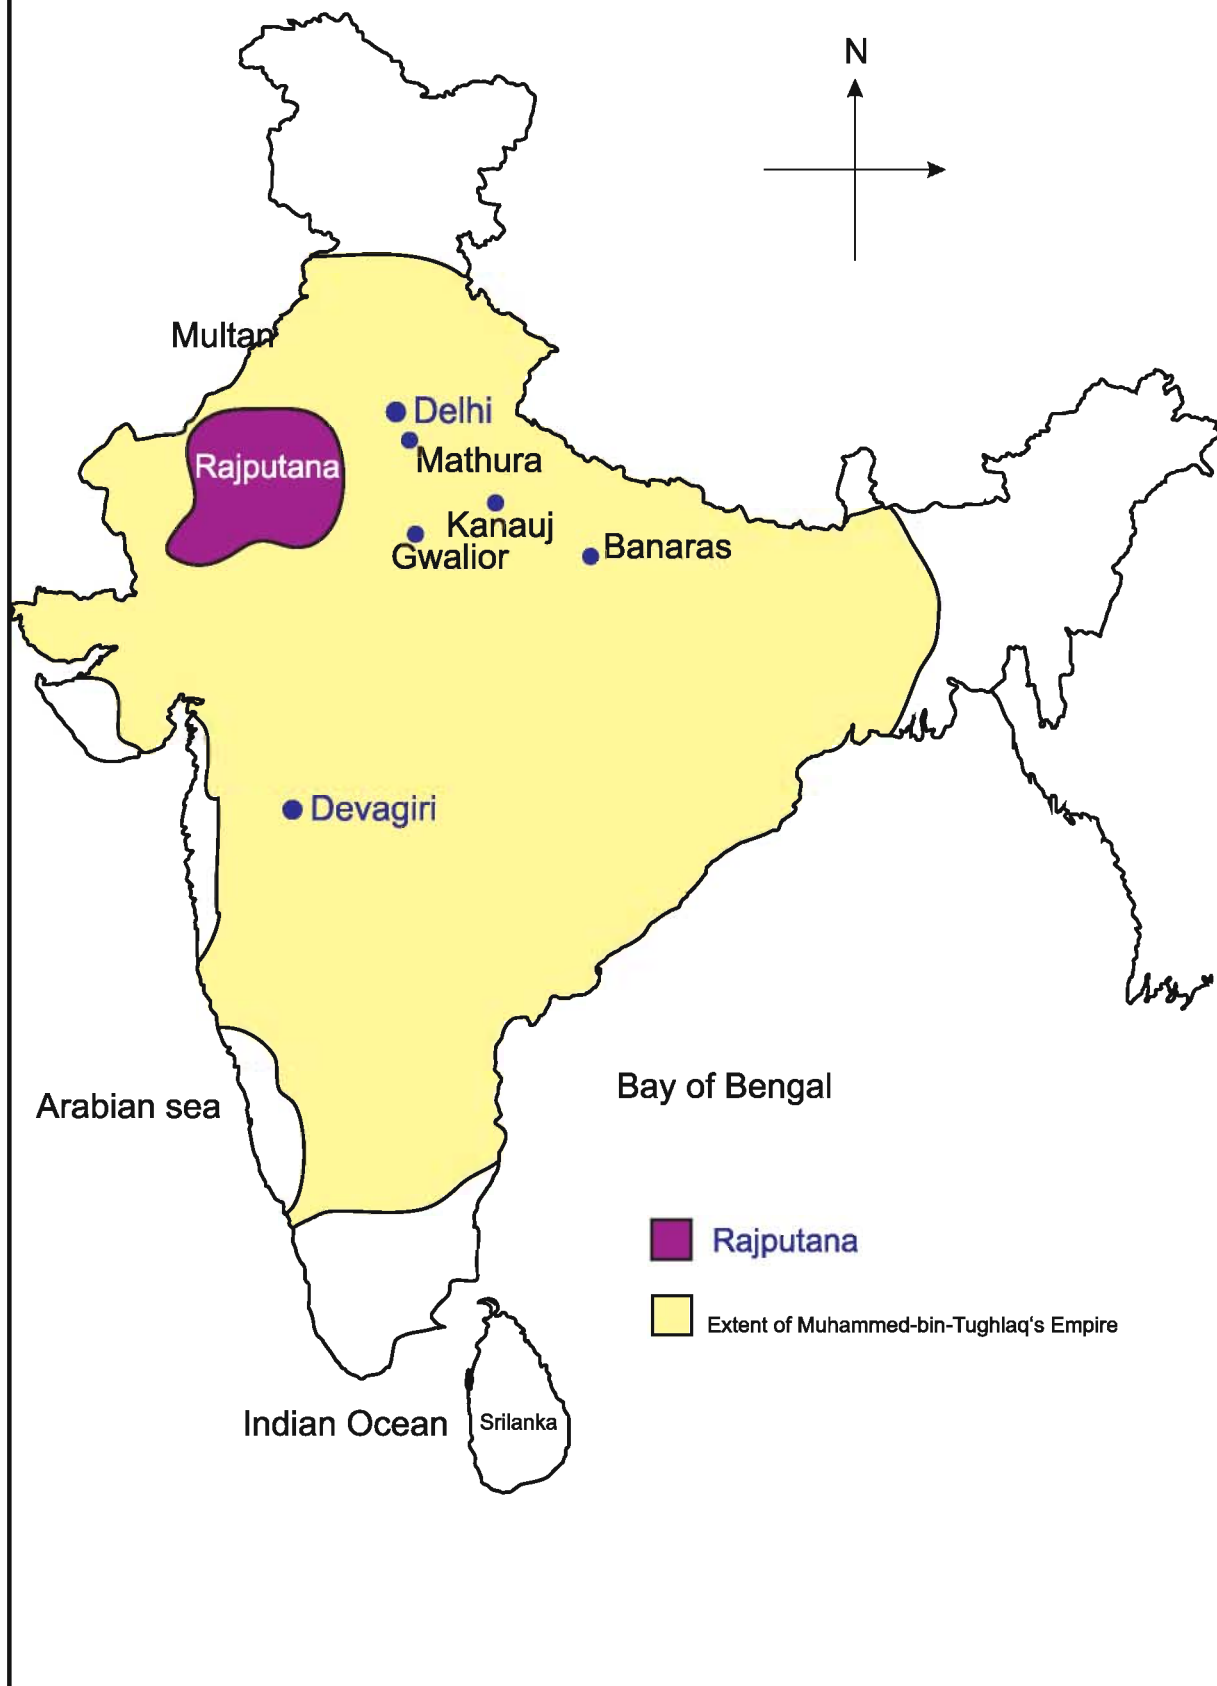 N
Multan
Delhi
Mathura
Rajputana
Kanauj
Gwalior
Banaras
Devagiri
Bay of Bengal
Arabian sea
Rajputana
Extent of Muhammed-bin-Tughlaq‘s Empire
Indian Ocean
Srilanka